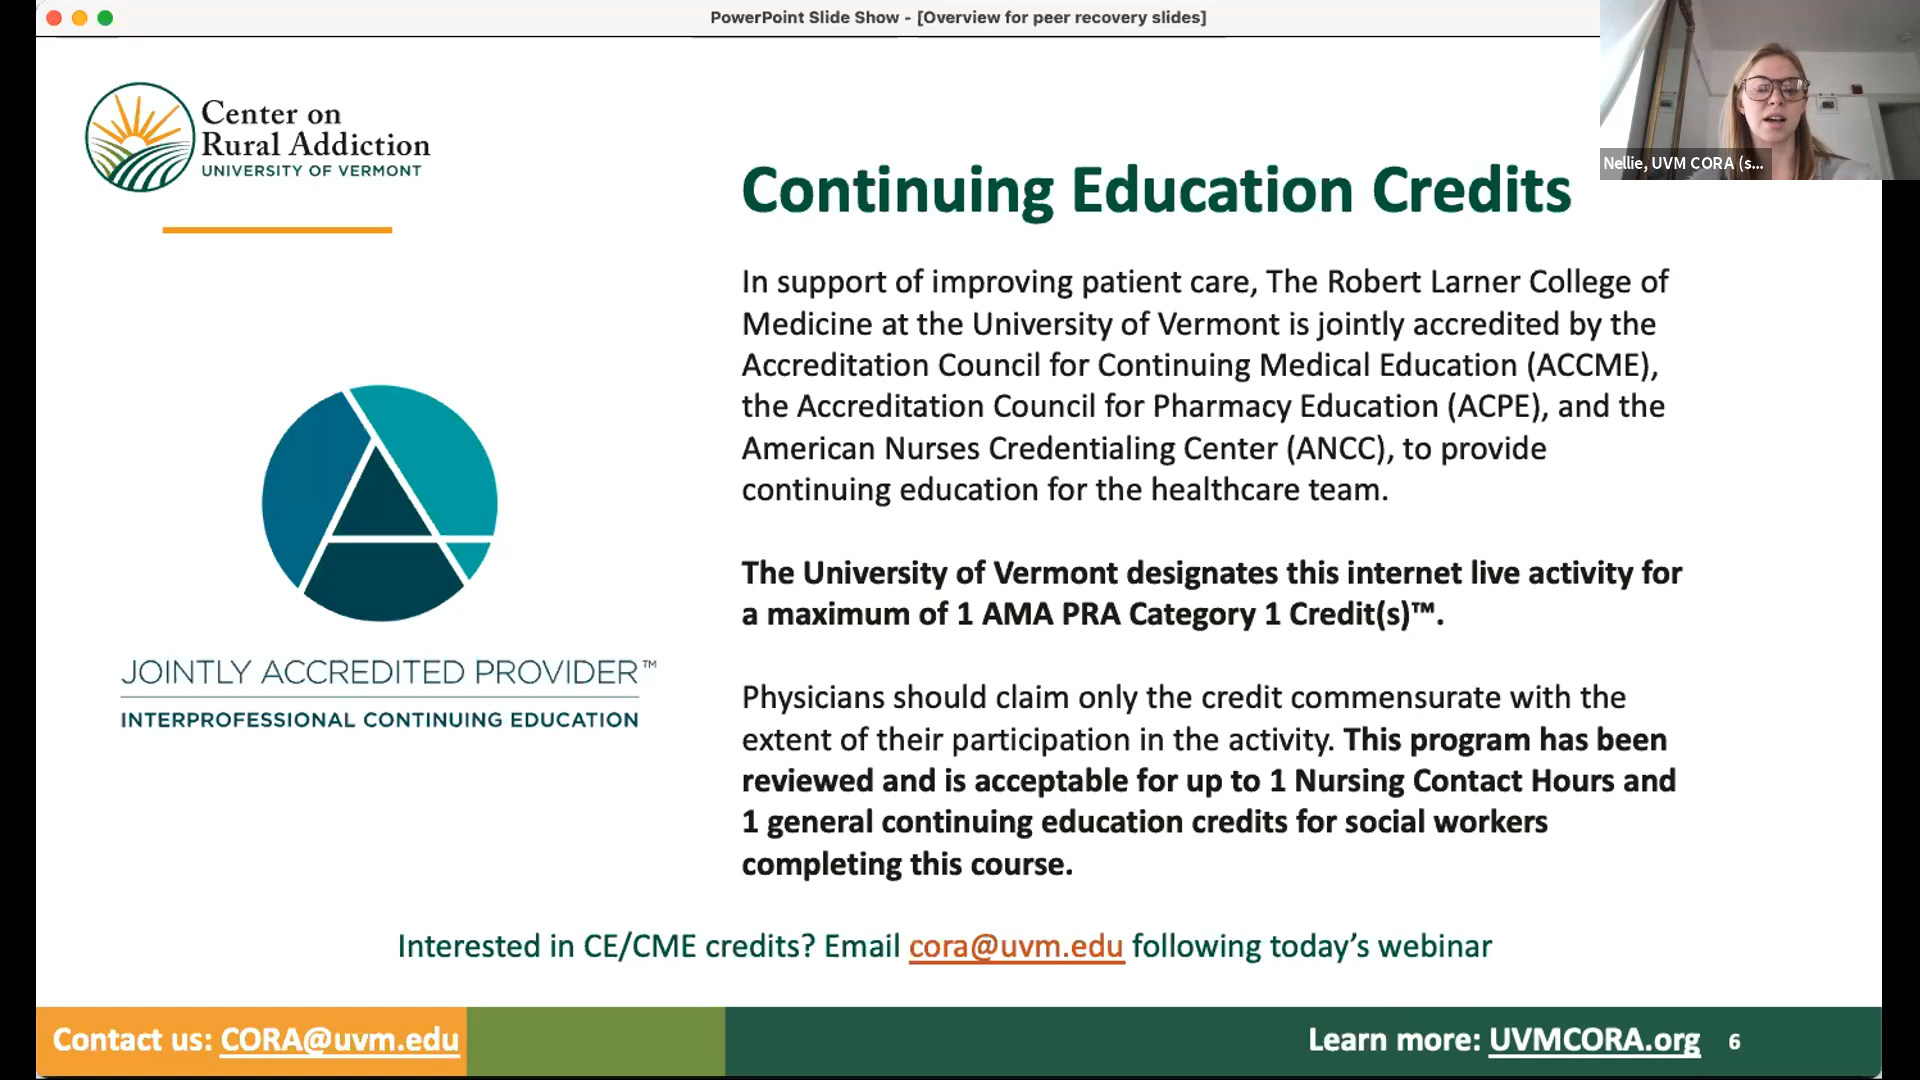 PowerPoint Slide Show - [Overview for peer recovery slides]
Center on
Rural Addiction
UNIVERSITY OF VERMONT
Nellie, UVM CORA (s...
Continuing Education Credits
In support of improving patient care, The Robert Larner College of
Medicine at the University of Vermont is jointly accredited by the
Accreditation Council for Continuing Medical Education (ACCME),
the Accreditation Council for Pharmacy Education (ACPE), and the
American Nurses Credentialing Center (ANCC), to provide
continuing education for the healthcare team.
The University of Vermont designates this internet live activity for
a maximum of 1 AMA PRA Category 1 Credit(s)™.
Physicians should claim only the credit commensurate with the
extent of their participation in the activity. This program has been
reviewed and is acceptable for up to 1 Nursing Contact Hours and
1 general continuing education credits for social workers
completing this course.
JOINTLY ACCREDITED PROVIDER™
INTERPROFESSIONAL CONTINUING EDUCATION
Interested in CE/CME credits? Email cora@uvm.edu following today’s webinar
Contact us: CORA@uvm.edu
Learn more: UVMCORA.org 6